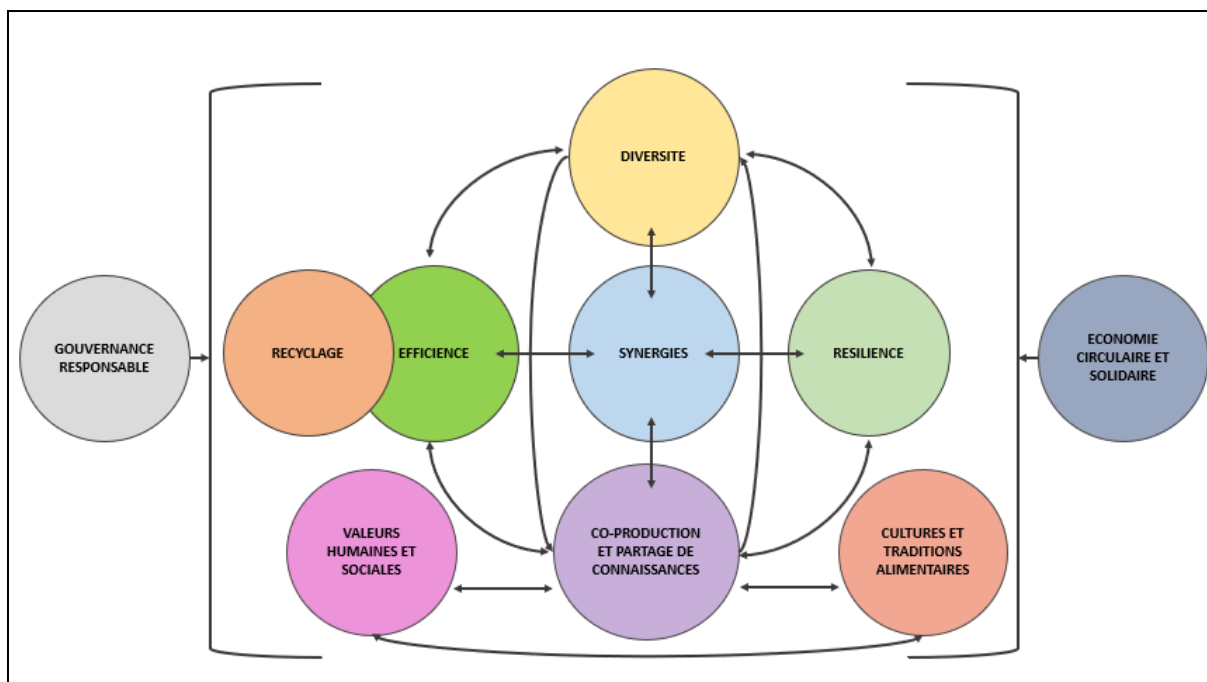 DIVERSITE
GOUVERNANCE
RESPONSABLE
RECYCLAGE
EFFICIENCE
SYNERGIES
RESILIENCE
ECONOMIE
CIRCULAIRE ET
SOLIDAIRE
VALEURS
HUMAINES ET
SOCIALES
CO-PRODUCTION
ET PARTAGE DE
CONNAISSANCES
CULTURES ET
TRADITIONS
ALIMENTAIRES